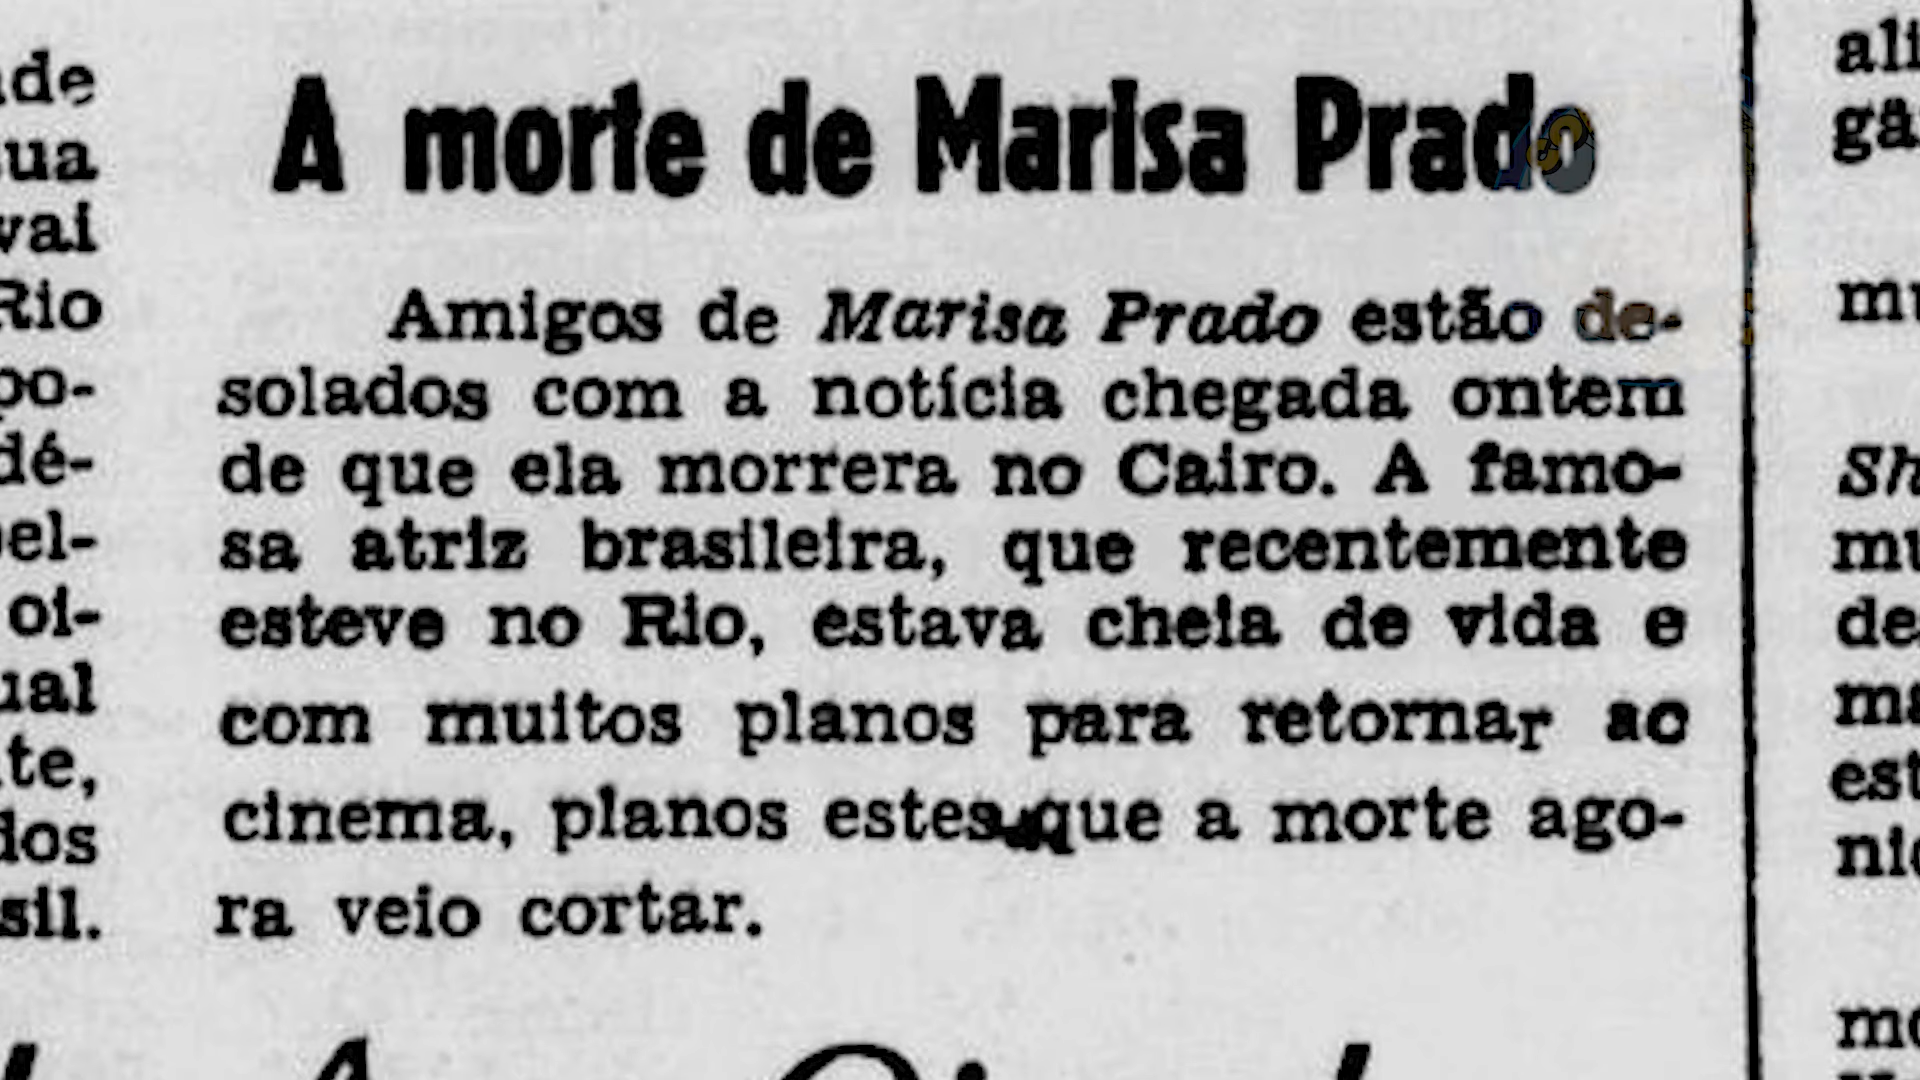 A morte de Marisa Prado
Amigos de Marisa Prado estão de-
solados com a notícia chegada ontem
de que ela morrera no Cairo. A famo-
sa atriz brasileira, que recentemente
esteve no Rio, estava cheia de vida e
com muitos planos para retornar ao
cinema, planos estes que a morte ago-
ra veio cortar.